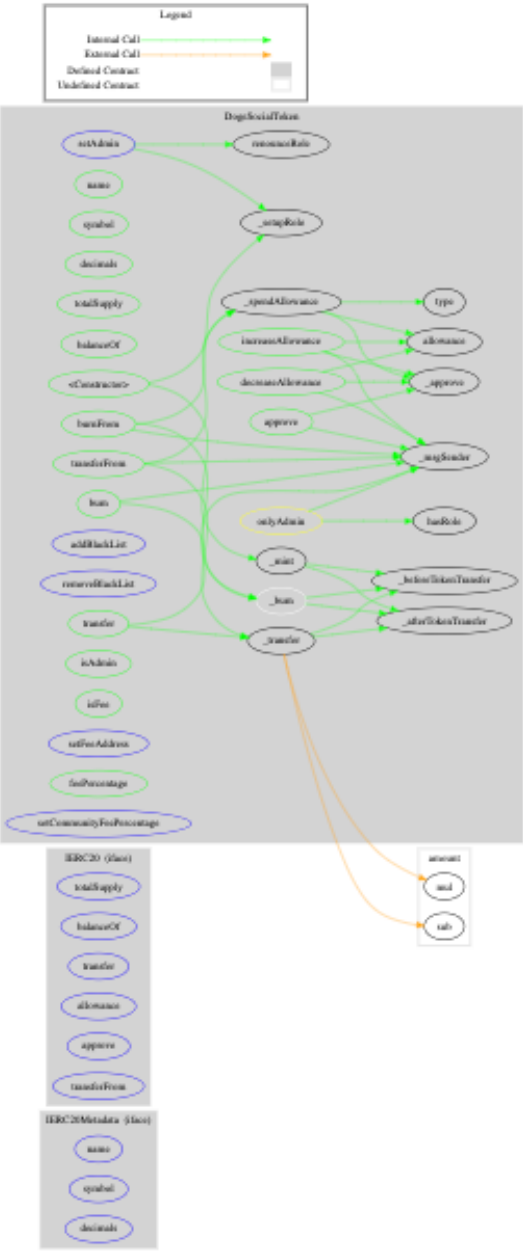 Legend
Internal Call
External Call
Defined Contract
Undefined Contract
DogeSocialToken
setAdmin
renounceRole
name
symbol
_setupRole
decimals
totalSupply
_spendAllowance
type
balanceOf
increaseAllowance
allowance
<Constructor>
decreaseAllowance
_approve
burnFrom
approve
transferFrom
_msgSender
burn
onlyAdmin
hasRole
addBlackList
_mint
removeBlackList
_beforeTokenTransfer
_burn
transfer
_afterTokenTransfer
_transfer
isAdmin
isFee
setFeeAddress
feePercentage
setCommunityFeePercentage
IERC20 (iface)
totalSupply
balanceOf
transfer
allowance
approve
transferFrom
amount
mul
sub
IERC20Metadata (iface)
name
symbol
decimals